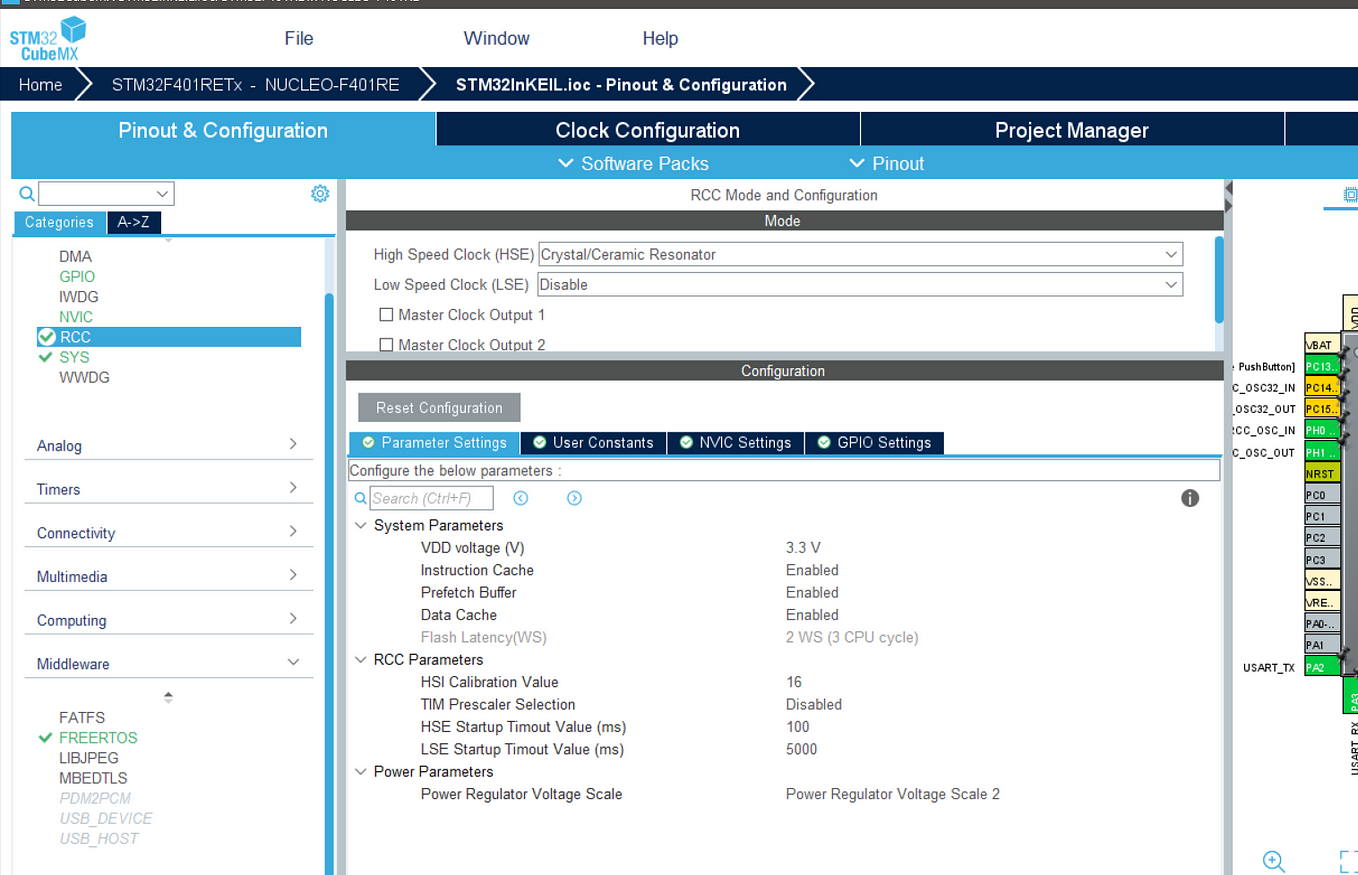 STM32
CubeMX
File
Window
Help
Home
STM32F401RETx - NUCLEO-F401RE
STM32InKEIL.ioc - Pinout & Configuration
Pinout & Configuration
Clock Configuration
Project Manager
Software Packs
Pinout
Categories
A->Z
DMA
GPIO
IWDG
NVIC
RCC
SYS
WWDG
Analog
Timers
Connectivity
Multimedia
Computing
Middleware
FATFS
FREERTOS
LIBJPEG
MBEDTLS
PDM2PCM
USB_DEVICE
USB_HOST
RCC Mode and Configuration
Mode
High Speed Clock (HSE) Crystal/Ceramic Resonator
Low Speed Clock (LSE) Disable
Master Clock Output 1
Master Clock Output 2
Configuration
Reset Configuration
Parameter Settings
User Constants
NVIC Settings
GPIO Settings
Configure the below parameters :
Search (Ctrl+F)
System Parameters
VDD voltage (V) 3.3 V
Instruction Cache Enabled
Prefetch Buffer Enabled
Data Cache Enabled
Flash Latency(WS) 2 WS (3 CPU cycle)
RCC Parameters
HSI Calibration Value 16
TIM Prescaler Selection Disabled
HSE Startup Timout Value (ms) 100
LSE Startup Timout Value (ms) 5000
Power Parameters
Power Regulator Voltage Scale Power Regulator Voltage Scale 2
VDD
VBAT
PushButton] PC13..
C_OSC32_IN PC14..
OSC32_OUT PC15..
RCC_OSC_IN PH0 ..
C_OSC_OUT PH1 ..
NRST
PC0
PC1
PC2
PC3
VSS..
VRE..
PA0-..
PA1
USART_TX PA2
PA3
USART_RX